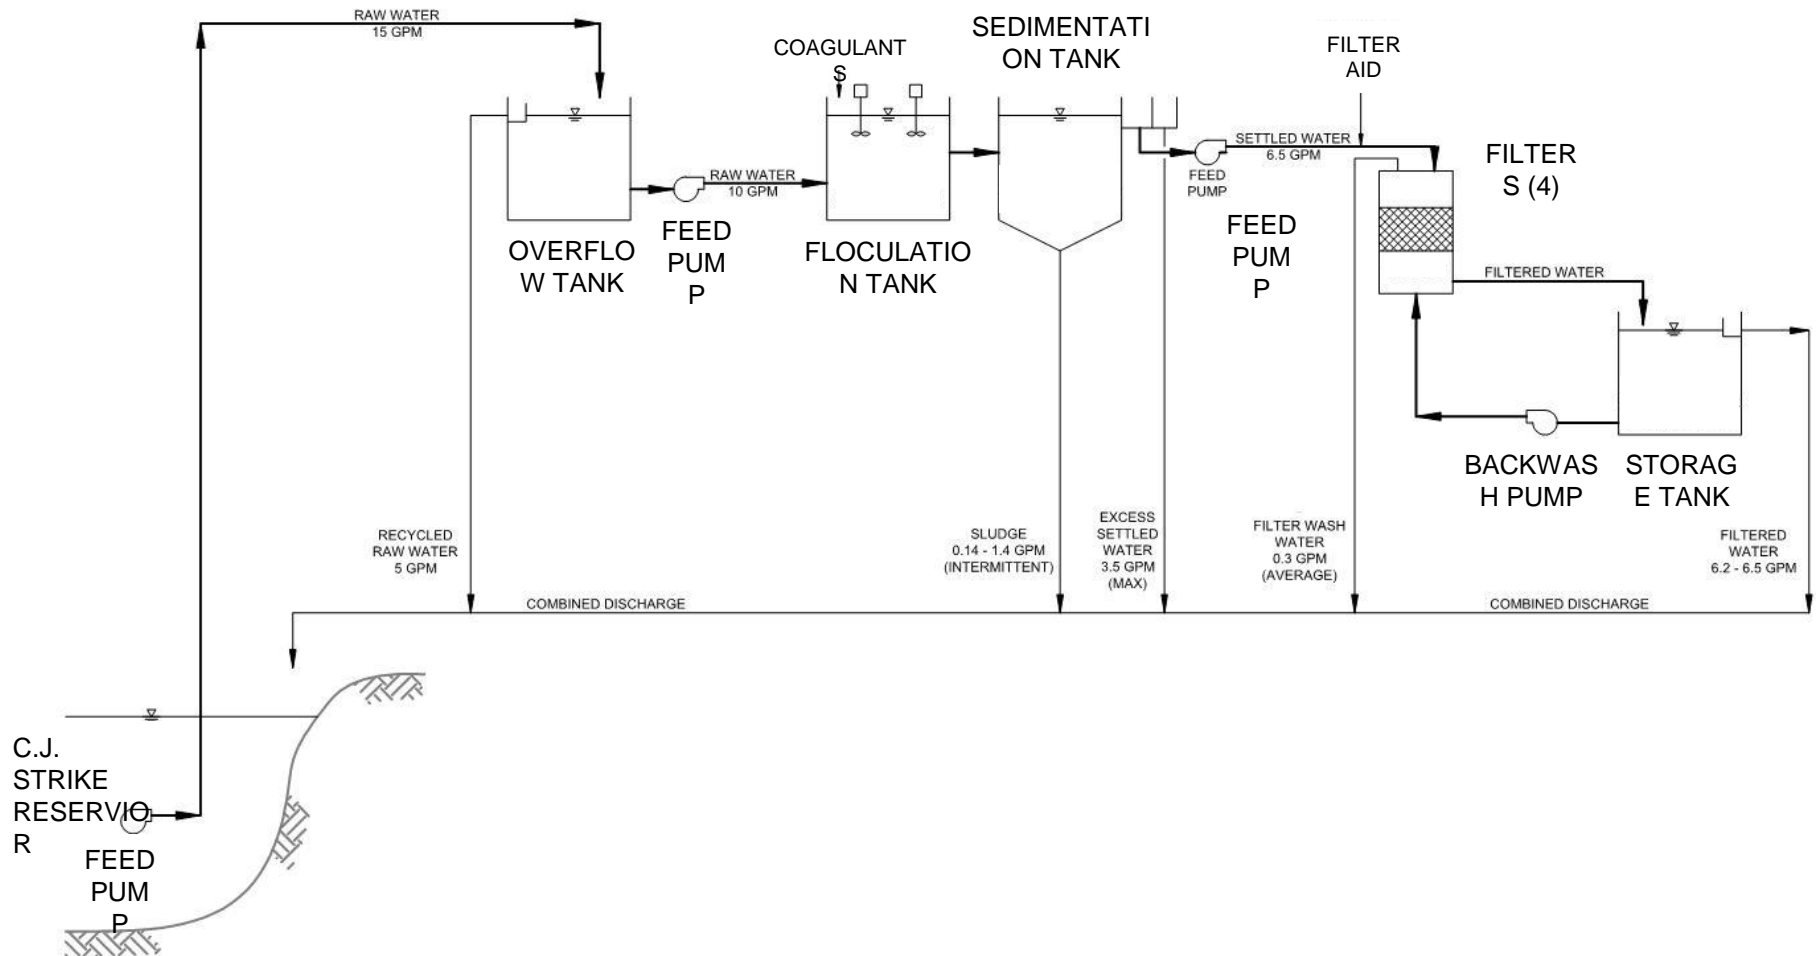 RAW WATER
15 GPM
COAGULANT
S
SEDIMENTATI
ON TANK
FILTER
AID
SETTLED WATER
6.5 GPM
FEED
PUMP
FILTER
S (4)
RAW WATER
10 GPM
OVERFLO
W TANK
FEED
PUM
P
FLOCULATIO
N TANK
FEED
PUM
P
FILTERED WATER
BACKWAS
H PUMP
STORAG
E TANK
RECYCLED
RAW WATER
5 GPM
SLUDGE
0.14 - 1.4 GPM
(INTERMITTENT)
EXCESS
SETTLED
WATER
3.5 GPM
(MAX)
FILTER WASH
WATER
0.3 GPM
(AVERAGE)
FILTERED
WATER
6.2 - 6.5 GPM
COMBINED DISCHARGE
COMBINED DISCHARGE
C.J.
STRIKE
RESERVIO
R
FEED
PUM
P